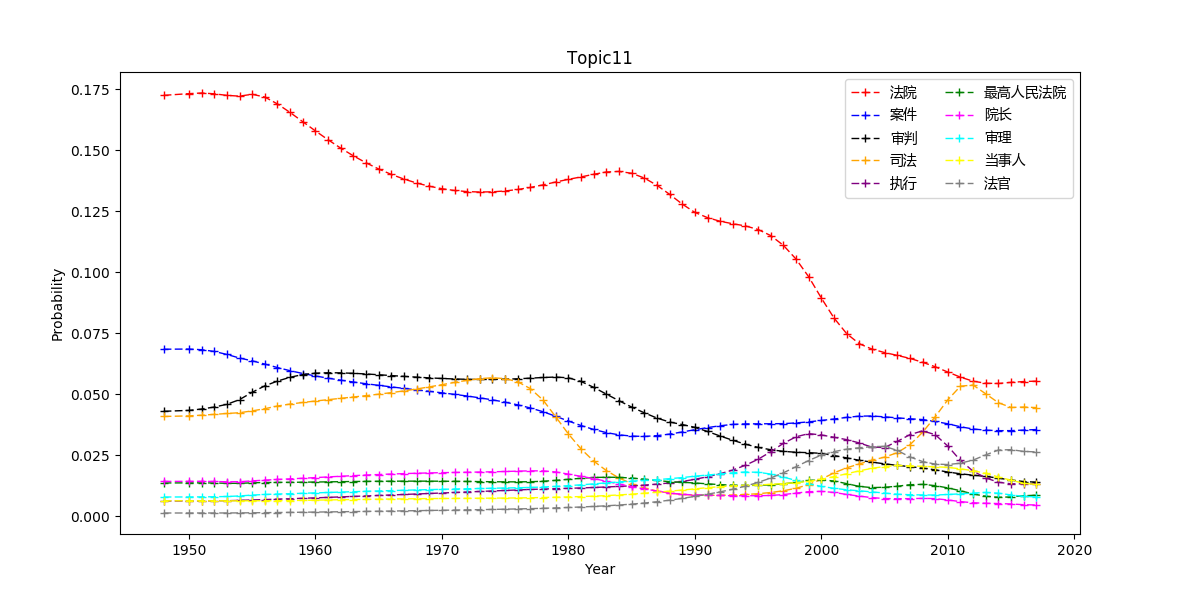 Topic11
0.175
0.150
0.125
0.100
0.075
0.050
0.025
0.000
Probability
法院
案件
审判
司法
执行
最高人民法院
院长
审理
当事人
法官
1950 1960 1970 1980 1990 2000 2010 2020
Year